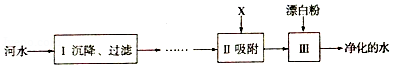 X
漂白粉
河水
Ⅰ 沉降、过滤
……
Ⅱ 吸附
Ⅲ
净化的水